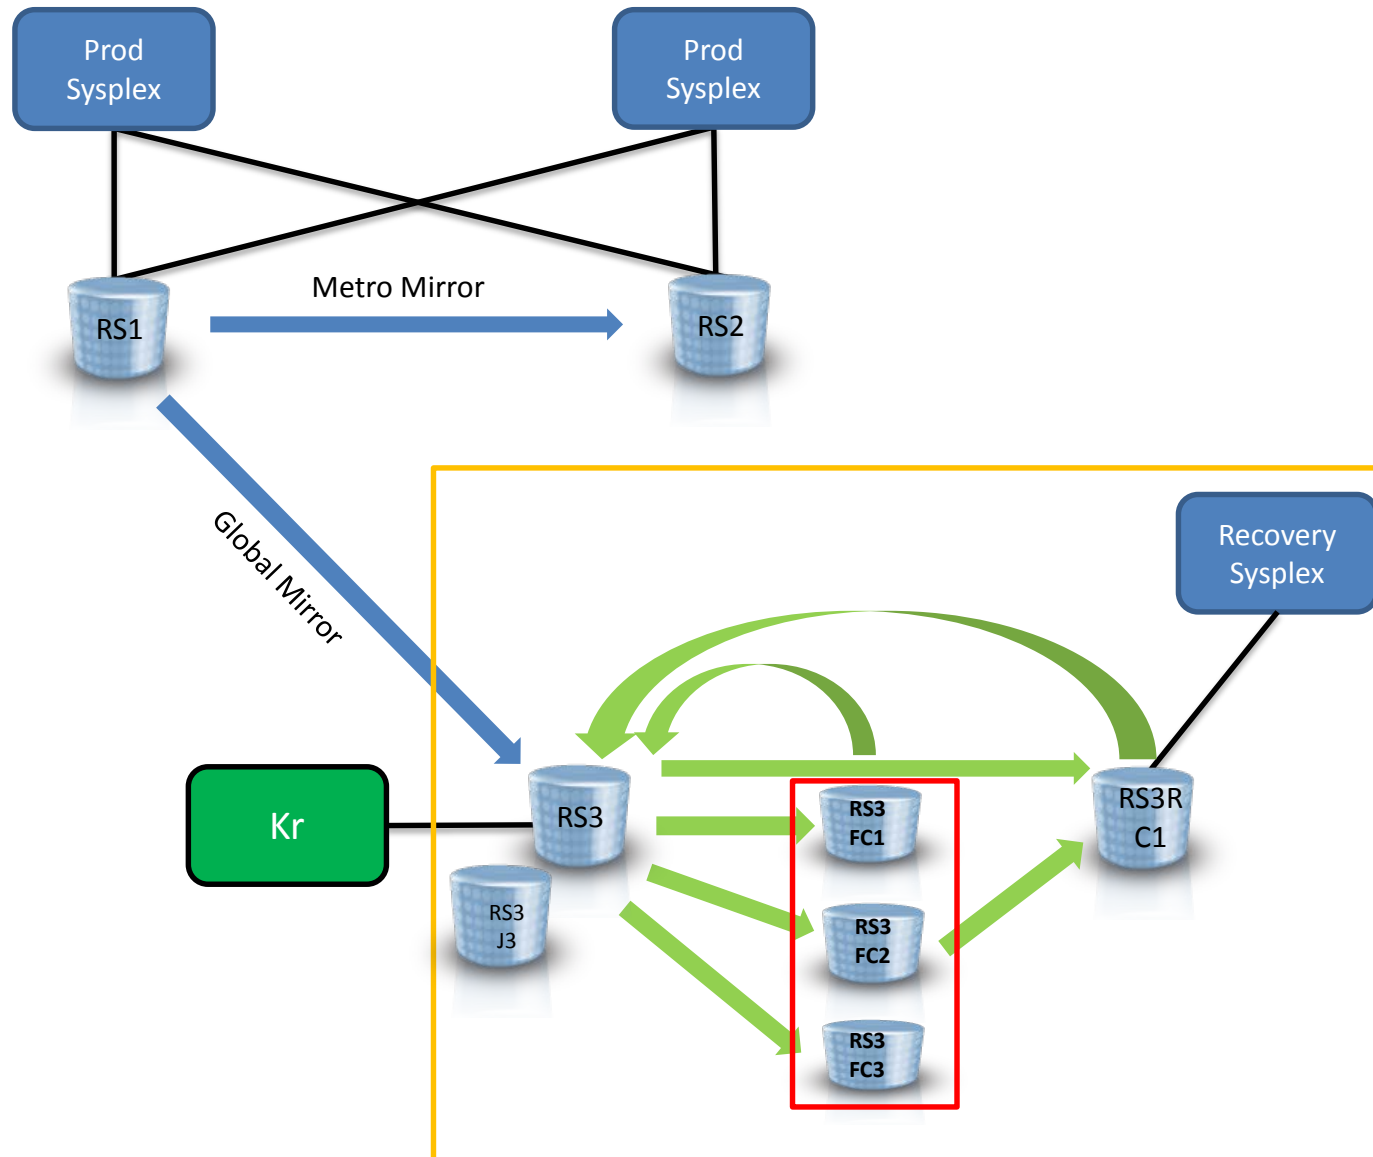 Prod
Sysplex
Prod
Sysplex
Metro Mirror
RS1
RS2
Global Mirror
Recovery
Sysplex
Kr
RS3
RS3
J3
RS3
FC1
RS3
FC2
RS3
FC3
RS3R
C1